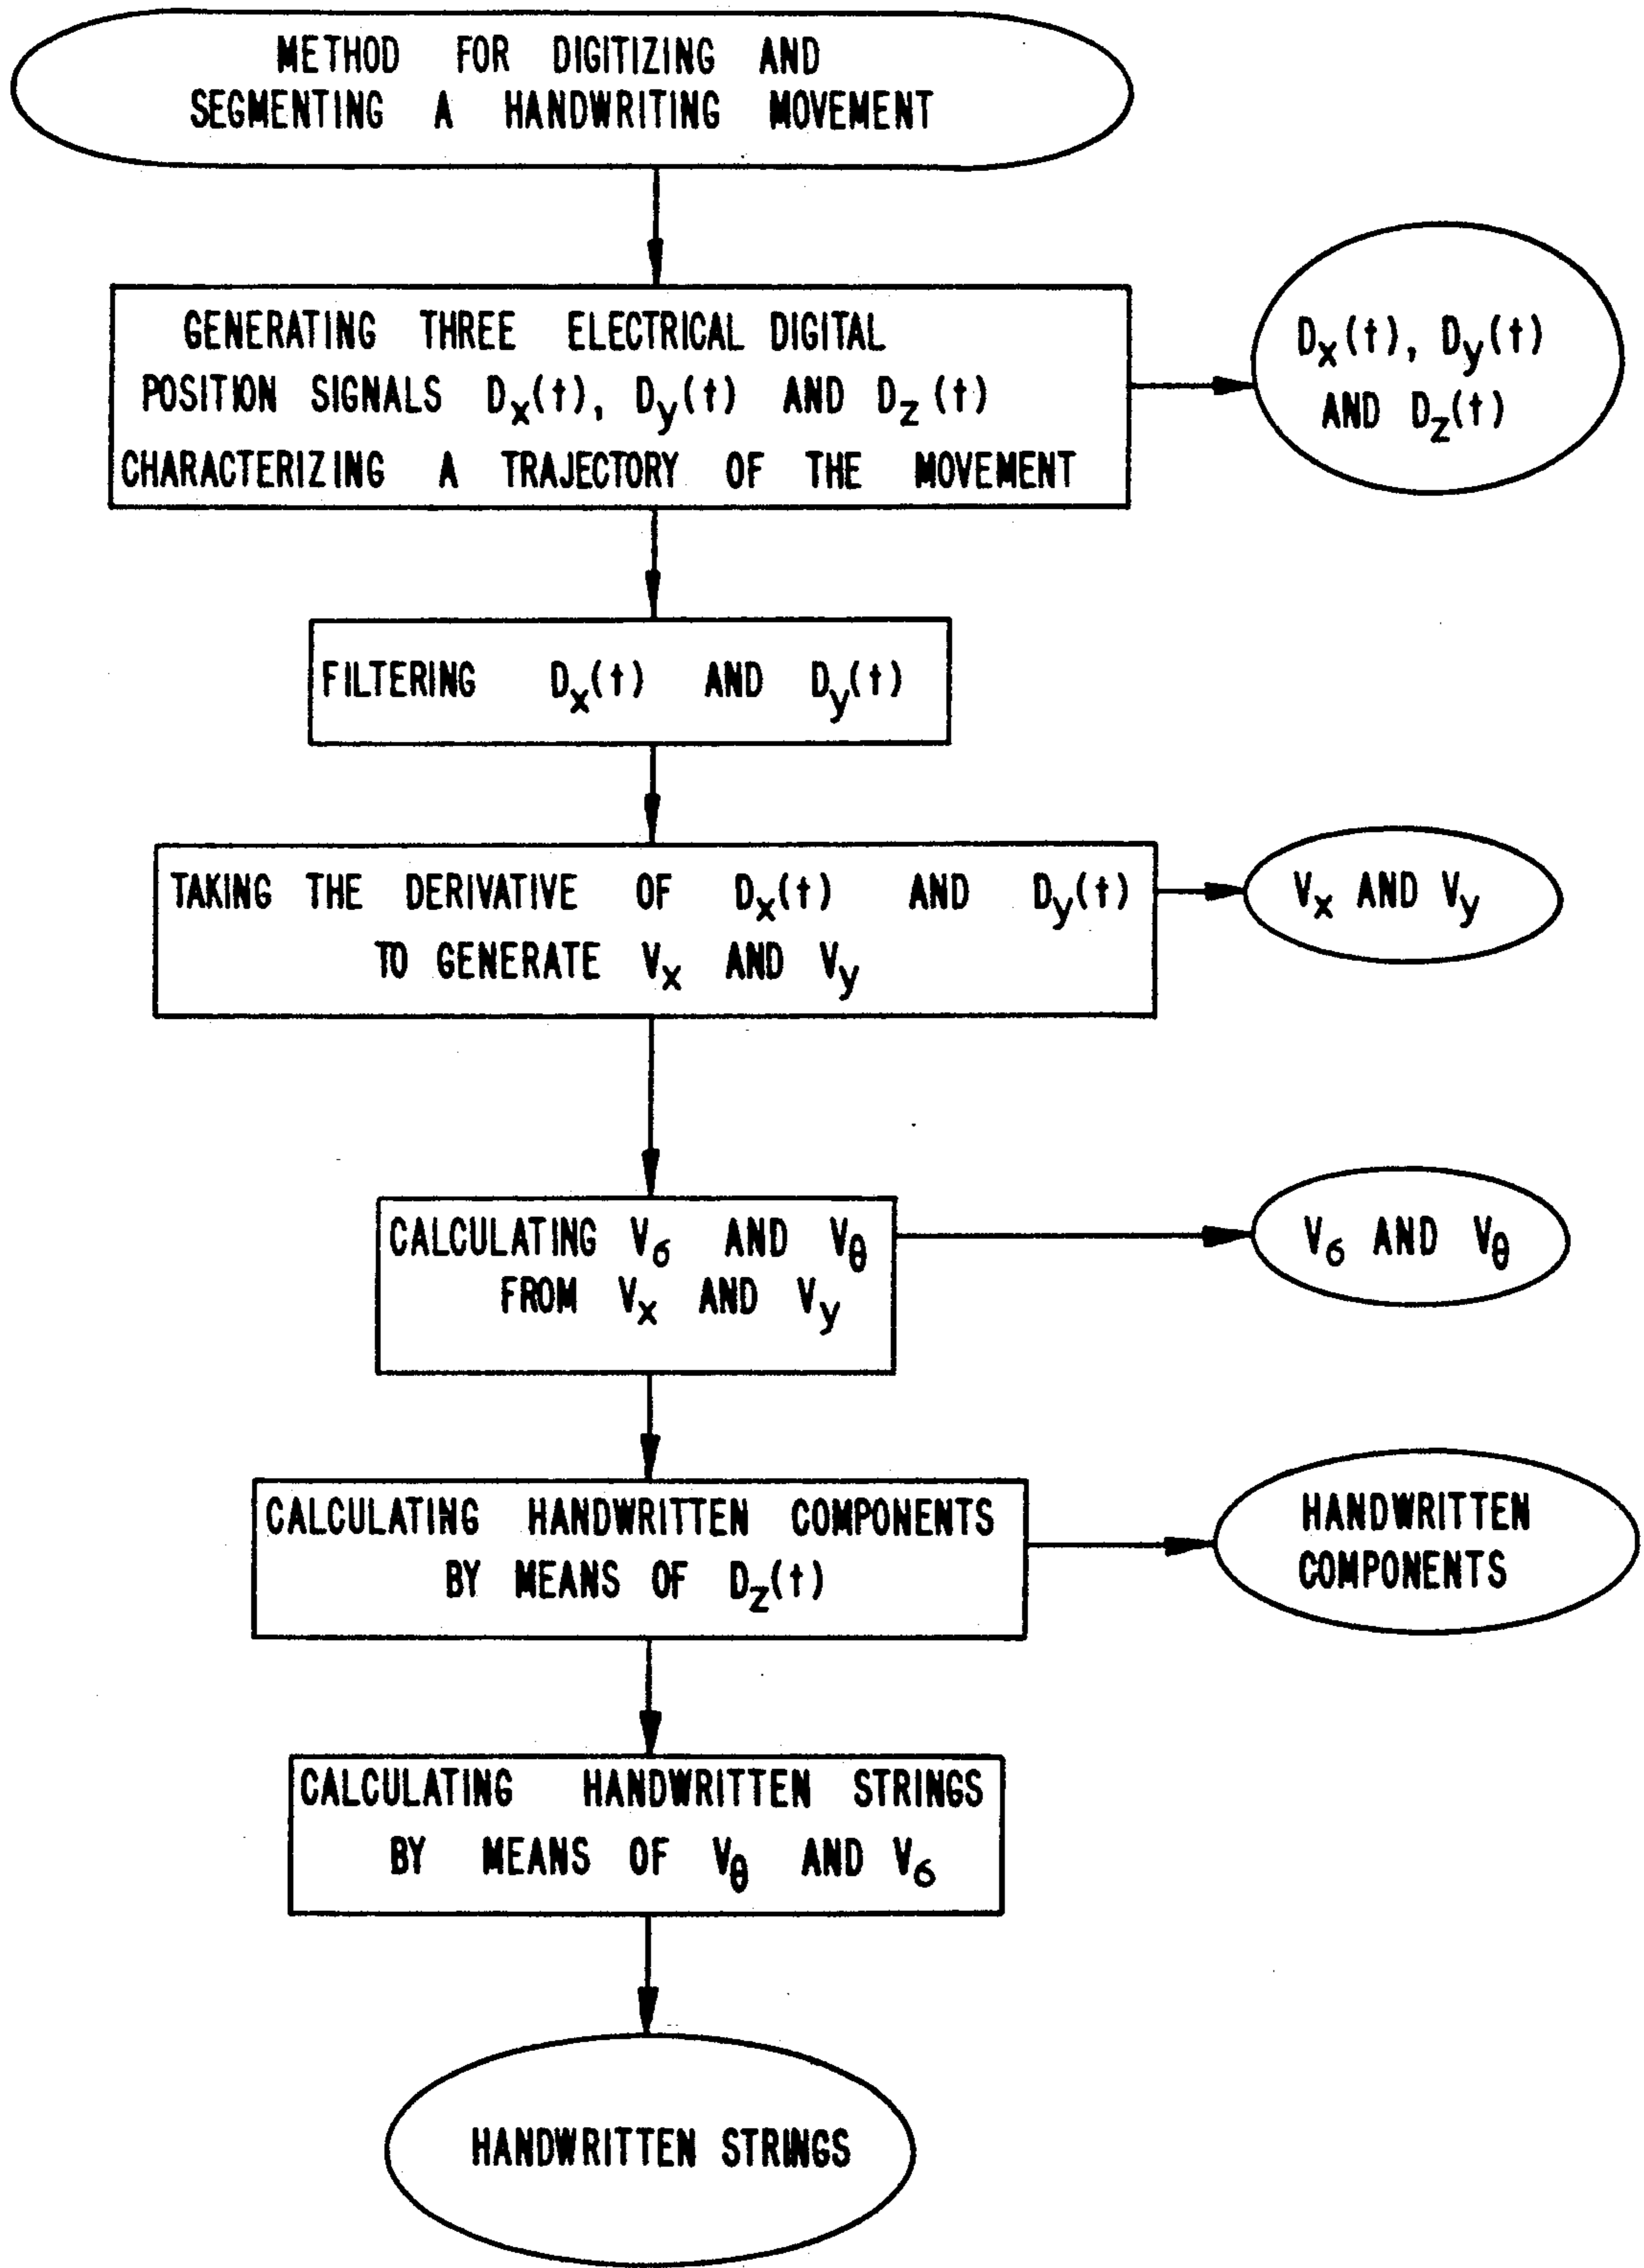 METHOD FOR DIGITIZING AND
SEGMENTING A HANDWRITING MOVEMENT
GENERATING THREE ELECTRICAL DIGITAL
POSITION SIGNALS Dx(t), Dy(t) AND Dz(t)
CHARACTERIZING A TRAJECTORY OF THE MOVEMENT
Dx(t), Dy(t)
AND Dz(t)
FILTERING Dx(t) AND Dy(t)
TAKING THE DERIVATIVE OF Dx(t) AND Dy(t)
TO GENERATE Vx AND Vy
Vx AND Vy
CALCULATING Vσ AND Vθ
FROM Vx AND Vy
Vσ AND Vθ
CALCULATING HANDWRITTEN COMPONENTS
BY MEANS OF Dz(t)
HANDWRITTEN
COMPONENTS
CALCULATING HANDWRITTEN STRINGS
BY MEANS OF Vθ AND Vσ
HANDWRITTEN STRINGS